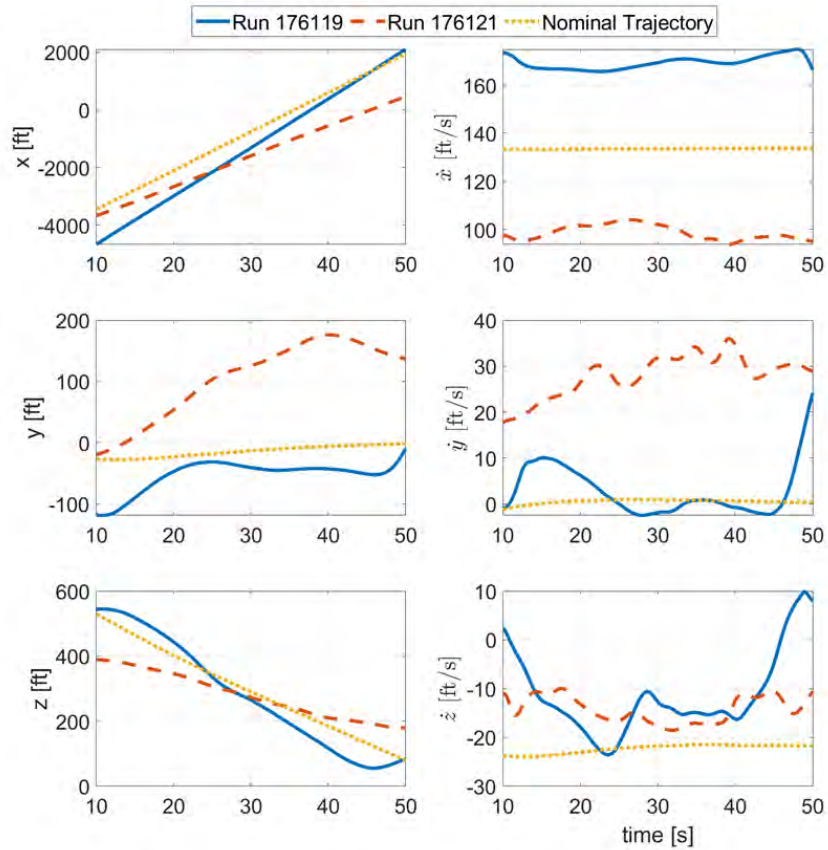 Run 176119 Run 176121 Nominal Trajectory
2000
0
-2000
-4000
x [ft]
10 20 30 40 50
160
140
120
100
ẋ [ft/s]
10 20 30 40 50
200
100
0
-100
y [ft]
10 20 30 40 50
40
30
20
10
0
ẏ [ft/s]
10 20 30 40 50
600
400
200
0
z [ft]
10 20 30 40 50
10
0
-10
-20
-30
ż [ft/s]
10 20 30 40 50
time [s]